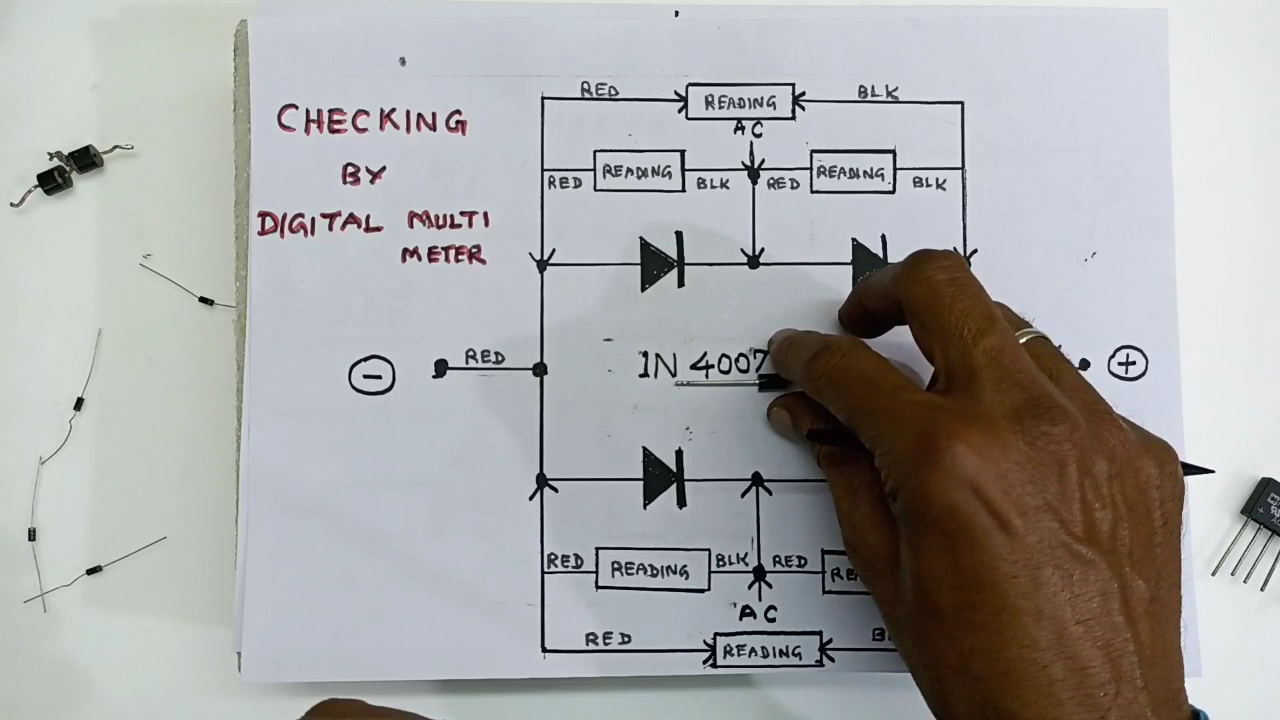 CHECKING
BY
DIGITAL MULTI
METER
RED READING BLK
AC
RED READING BLK RED READING BLK
IN 4007
- RED +
RED READING BLK RED
AC
RED READING